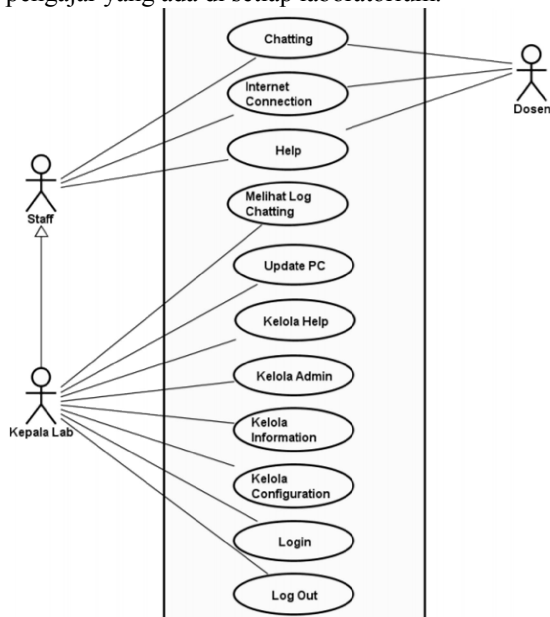 pengajar yang ada di setiap laboratorium.
Chatting
Internet
Connection
Dosen
Help
Staff
Melihat Log
Chatting
Update PC
Kelola Help
Kelola Admin
Kepala Lab
Kelola
Information
Kelola
Configuration
Login
Log Out